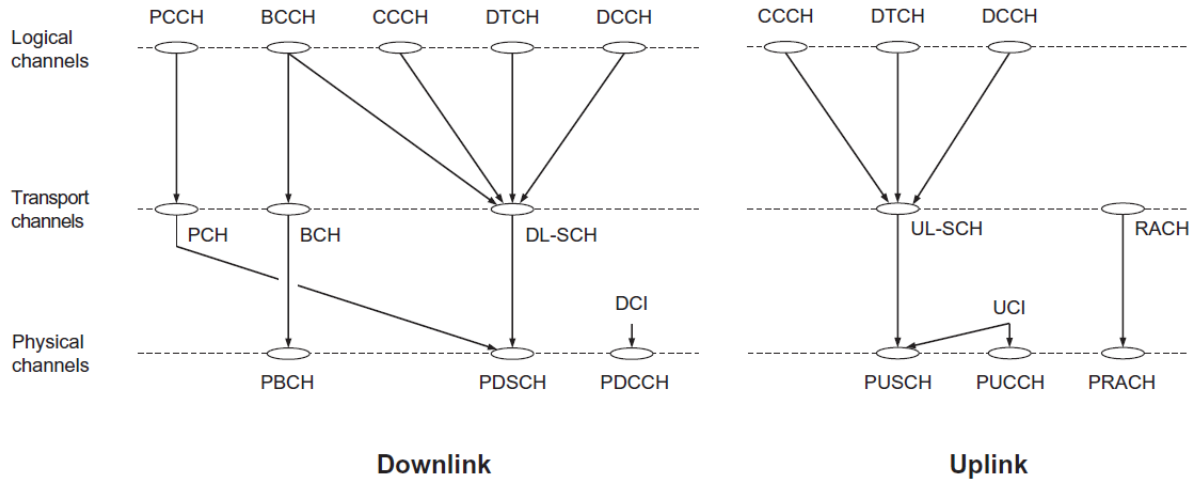 PCCH BCCH CCCH DTCH DCCH CCCH DTCH DCCH
Logical
channels
Transport
channels
PCH BCH DL-SCH UL-SCH RACH
DCI UCI
Physical
channels
PBCH PDSCH PDCCH PUSCH PUCCH PRACH
Downlink Uplink